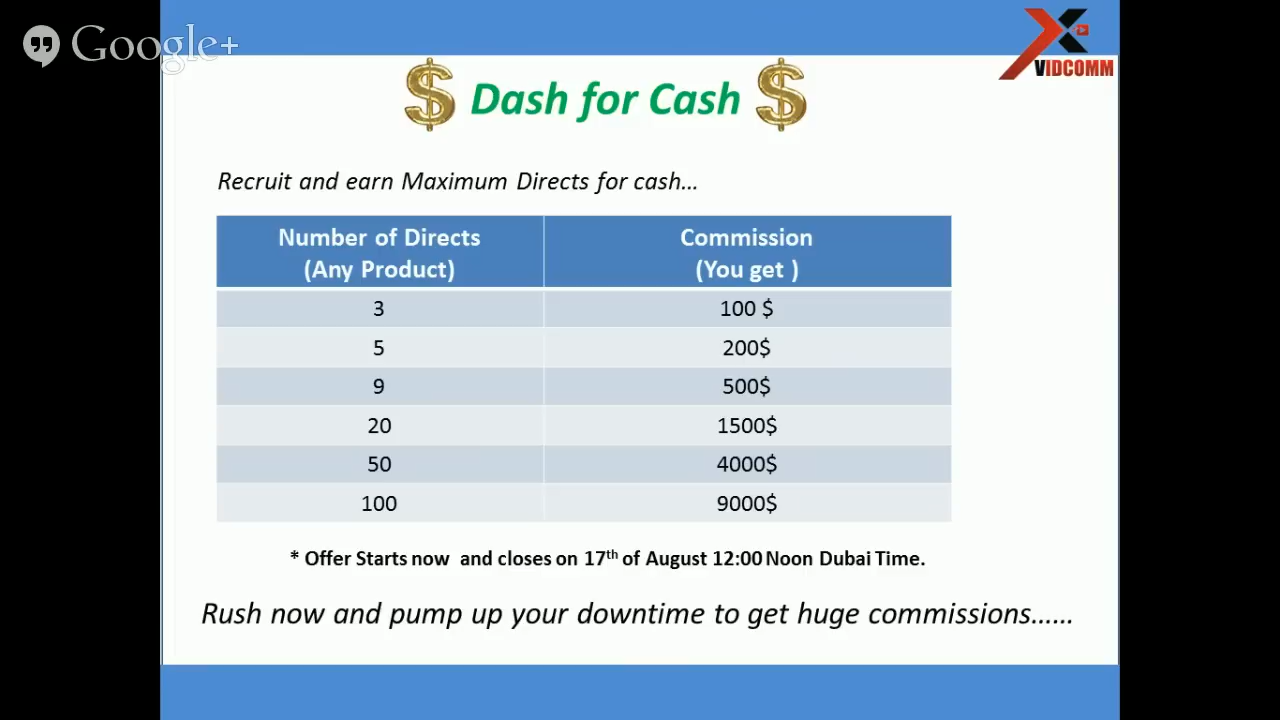 Google+
VIDCOMM
Dash for Cash
Recruit and earn Maximum Directs for cash...
Number of Directs Commission
(Any Product) (You get )
3 100 $
5 200$
9 500$
20 1500$
50 4000$
100 9000$
* Offer Starts now and closes on 17th of August 12:00 Noon Dubai Time.
Rush now and pump up your downtime to get huge commissions......